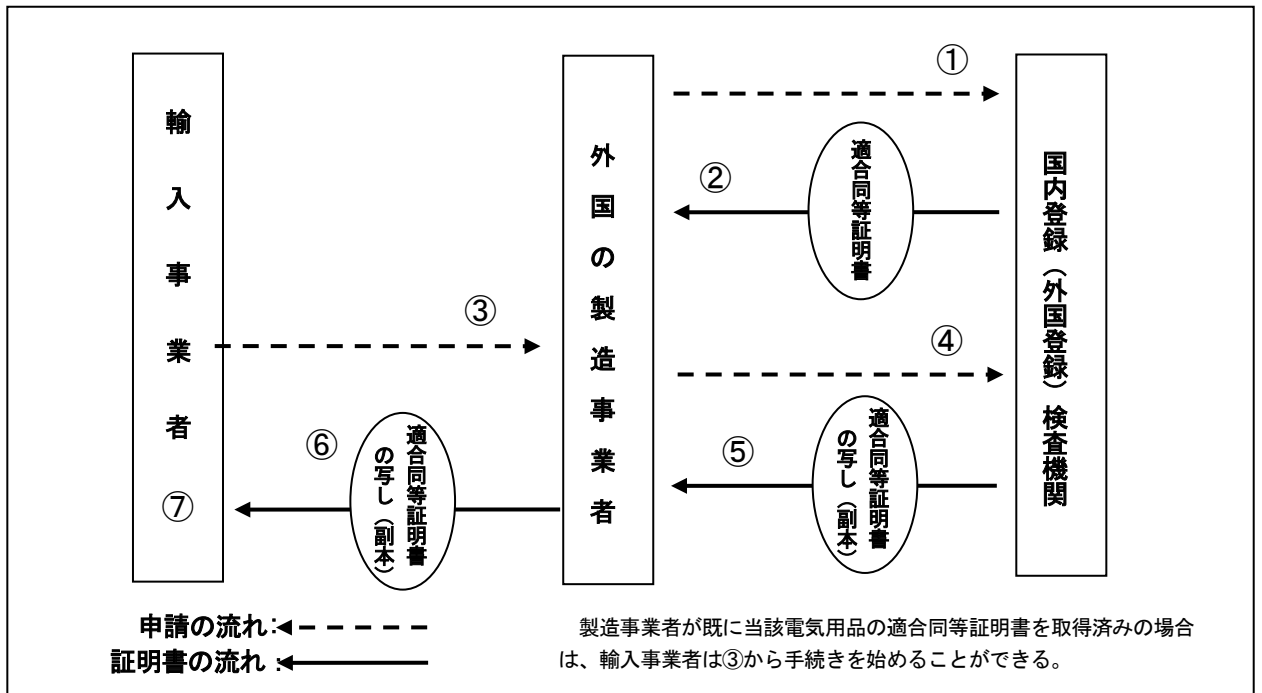 輸入事業者
⑦
外国の製造事業者
国内登録（外国登録）検査機関
①
適合同等証明書
②
③
④
適合同等証明書
の写し（副本）
⑤
適合同等証明書
の写し（副本）
⑥
申請の流れ:
証明書の流れ :
製造事業者が既に当該電気用品の適合同等証明書を取得済みの場合
は、輸入事業者は③から手続きを始めることができる。